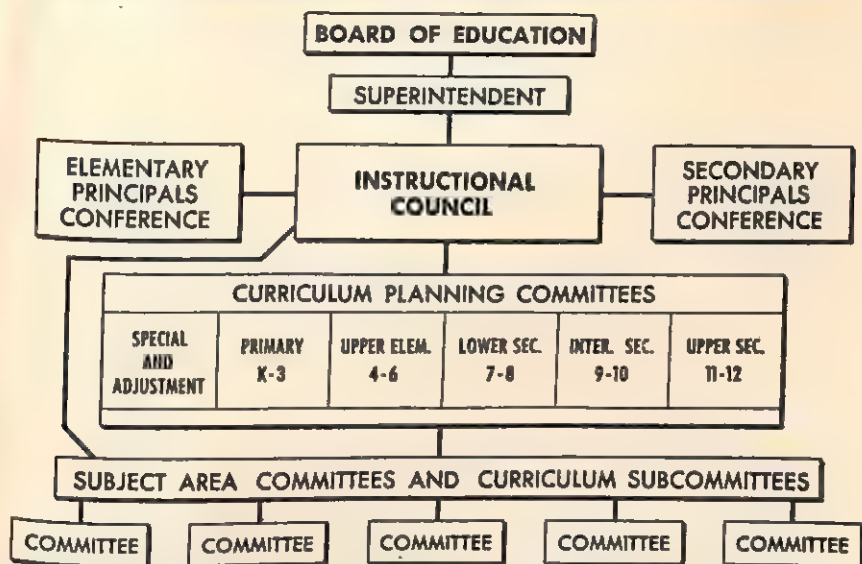 BOARD OF EDUCATION
SUPERINTENDENT
ELEMENTARY
PRINCIPALS
CONFERENCE
INSTRUCTIONAL
COUNCIL
SECONDARY
PRINCIPALS
CONFERENCE
CURRICULUM PLANNING COMMITTEES
SPECIAL
AND
ADJUSTMENT
PRIMARY
K-3
UPPER ELEM.
4-6
LOWER SEC.
7-8
INTER. SEC.
9-10
UPPER SEC.
11-12
SUBJECT AREA COMMITTEES AND CURRICULUM SUBCOMMITTEES
COMMITTEE
COMMITTEE
COMMITTEE
COMMITTEE
COMMITTEE